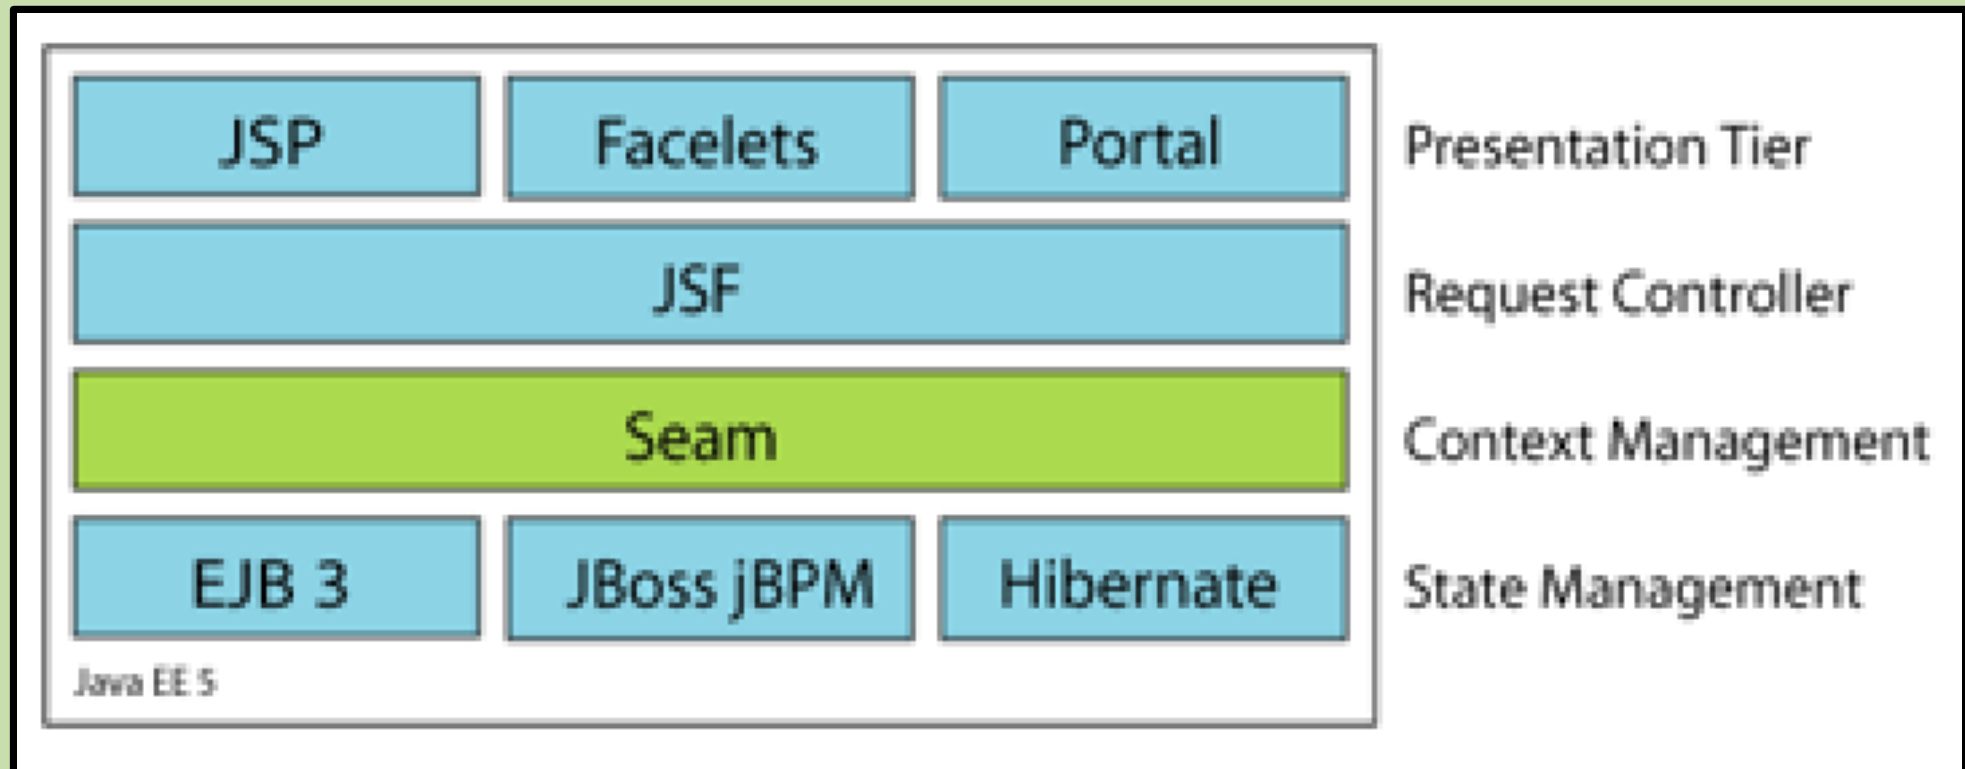 JSP Facelets Portal Presentation Tier
JSF Request Controller
Seam Context Management
EJB 3 JBoss jBPM Hibernate State Management
Java EE 5